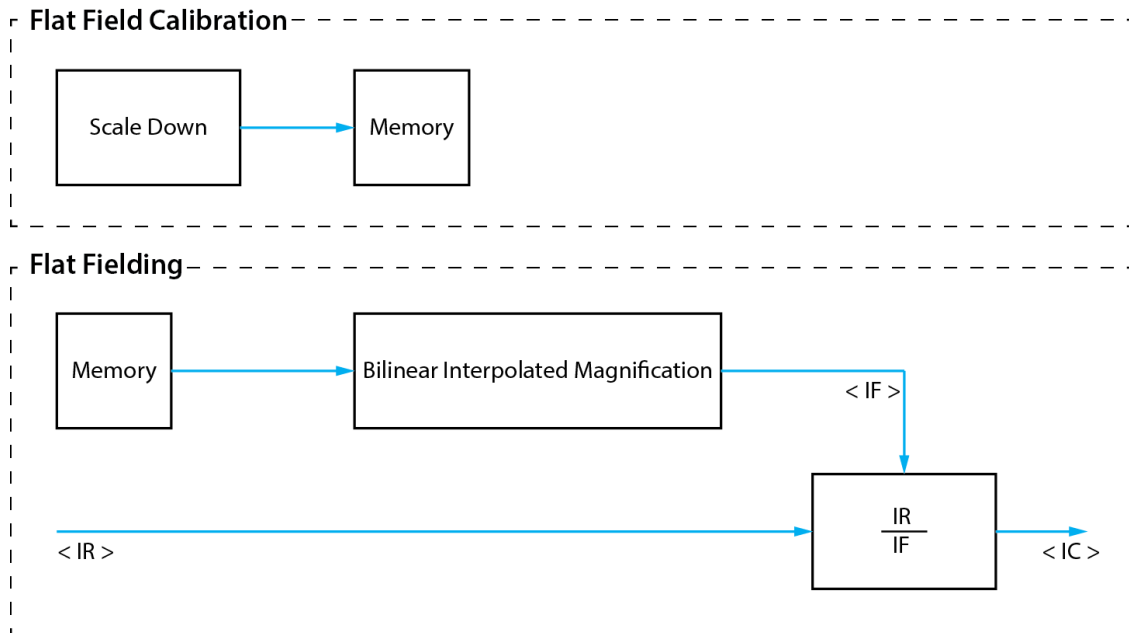 Flat Field Calibration
Scale Down
Memory
Flat Fielding
Memory
Bilinear Interpolated Magnification
< IF >
< IR >
IR
IF
< IC >